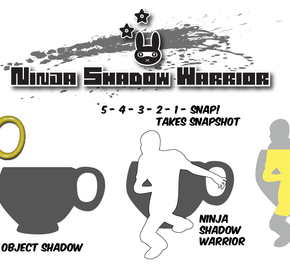 Ninja Shadow Warrior
5 - 4 - 3 - 2 - 1 - SNAP!
TAKES SNAPSHOT
OBJECT SHADOW
NINJA
SHADOW
WARRIOR